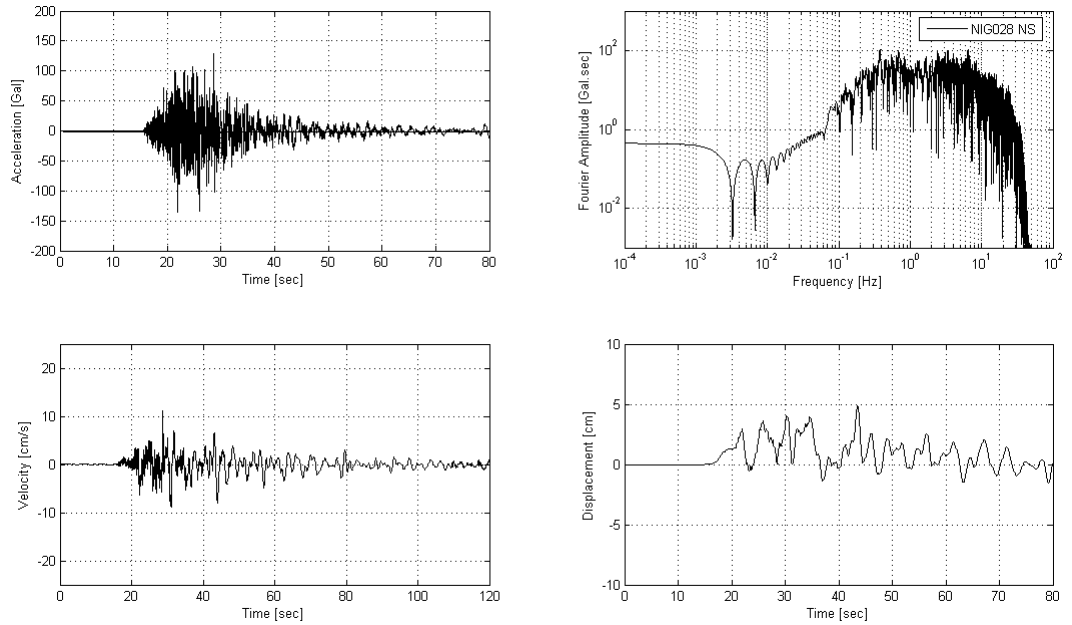 200
150
100
50
0
-50
-100
-150
-200
Acceleration [Gal]
0 10 20 30 40 50 60 70 80
Time [sec]
NIG028 NS
10^2
10^0
10^-2
Fourier Amplitude [Gal.sec]
10^-4 10^-3 10^-2 10^-1 10^0 10^1 10^2
Frequency [Hz]
20
10
0
-10
-20
Velocity [cm/s]
0 20 40 60 80 100 120
Time [sec]
10
5
0
-5
-10
Displacement [cm]
0 10 20 30 40 50 60 70 80
Time [sec]